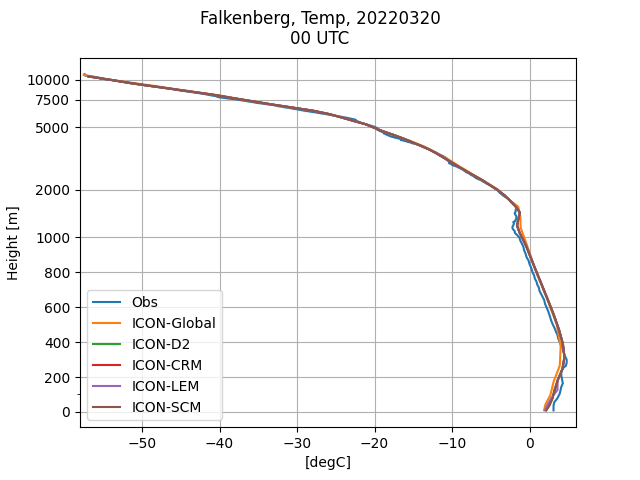 Falkenberg, Temp, 20220320
00 UTC
10000
7500
5000
2000
1000
800
600
400
200
0
Height [m]
Obs
ICON-Global
ICON-D2
ICON-CRM
ICON-LEM
ICON-SCM
−50
−40
−30
−20
−10
0
[degC]